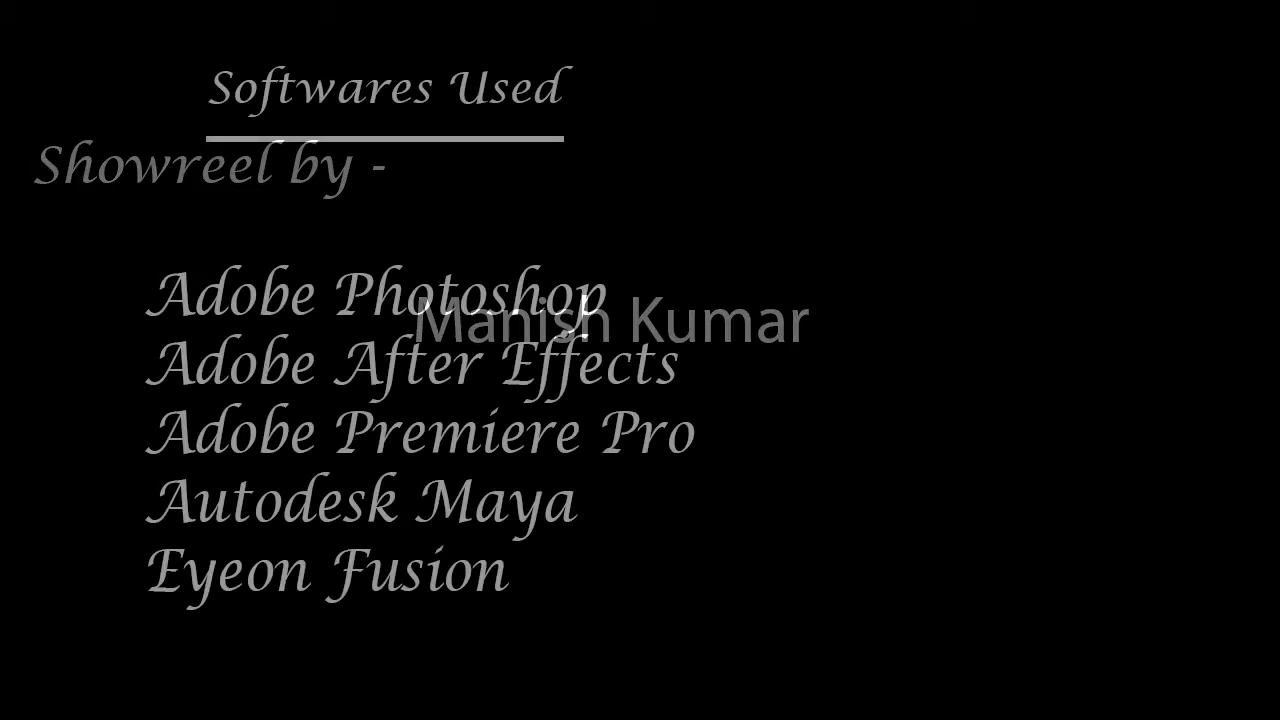 Softwares Used
Showreel by -
Adobe Photoshop
Manish Kumar
Adobe After Effects
Adobe Premiere Pro
Autodesk Maya
Eyeon Fusion